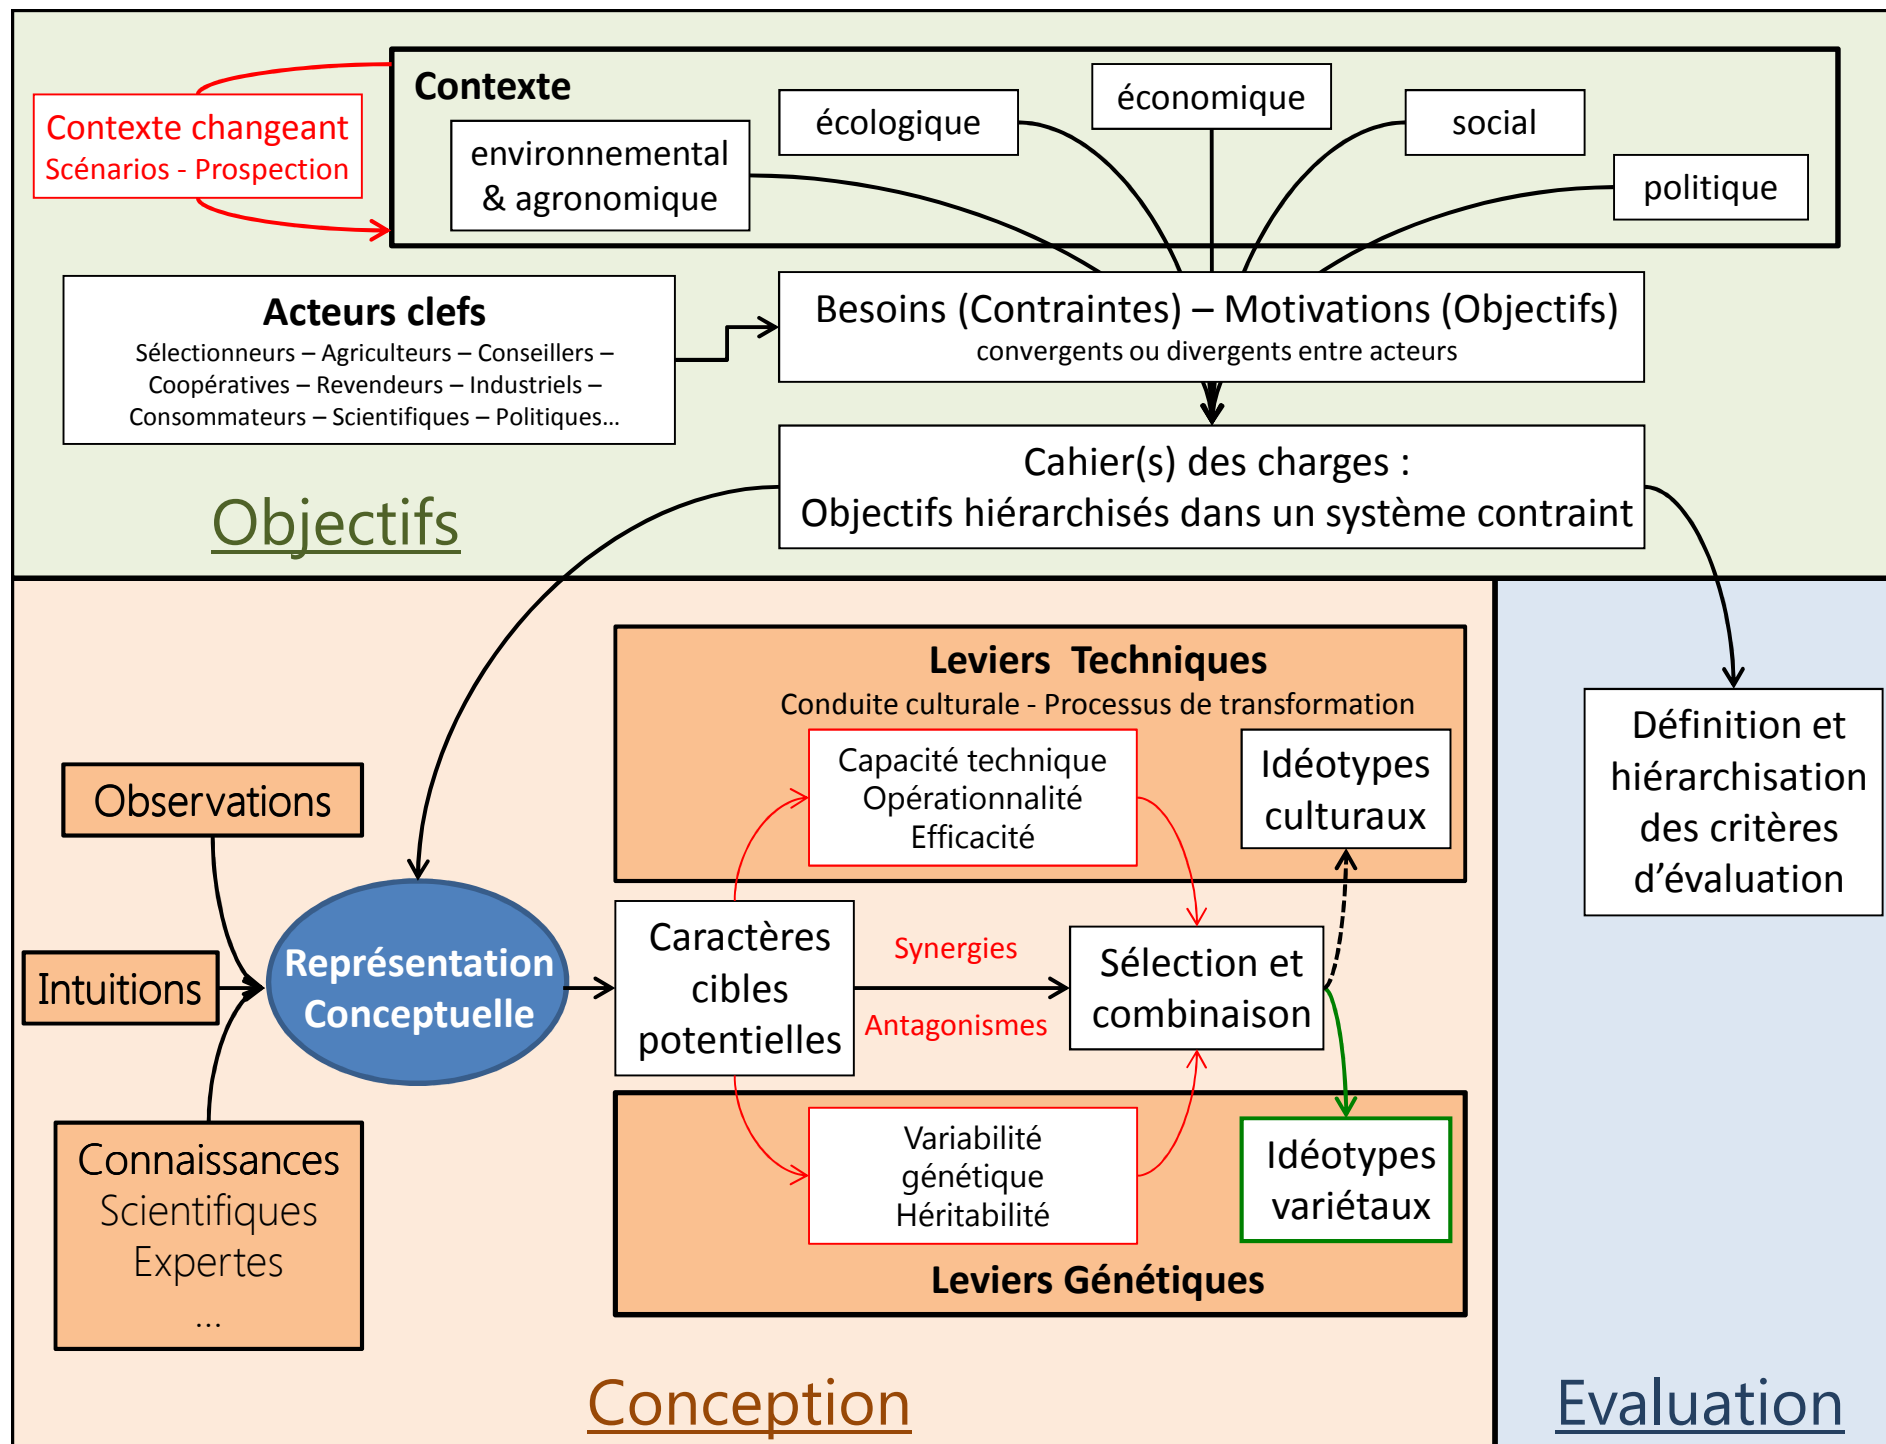 Contexte
Contexte changeant
Scénarios - Prospection
environnemental
& agronomique
écologique
économique
social
politique
Acteurs clefs
Sélectionneurs – Agriculteurs – Conseillers –
Coopératives – Revendeurs – Industriels –
Consommateurs – Scientifiques – Politiques...
Besoins (Contraintes) – Motivations (Objectifs)
convergents ou divergents entre acteurs
Cahier(s) des charges :
Objectifs hiérarchisés dans un système contraint
Objectifs
Leviers Techniques
Conduite culturale - Processus de transformation
Capacité technique
Opérationnalité
Efficacité
Idéotypes
culturaux
Observations
Intuitions
Connaissances
Scientifiques
Expertes
...
Représentation
Conceptuelle
Caractères
cibles
potentielles
Synergies
Antagonismes
Sélection et
combinaison
Variabilité
génétique
Héritabilité
Idéotypes
variétaux
Leviers Génétiques
Conception
Définition et
hiérarchisation
des critères
d’évaluation
Evaluation